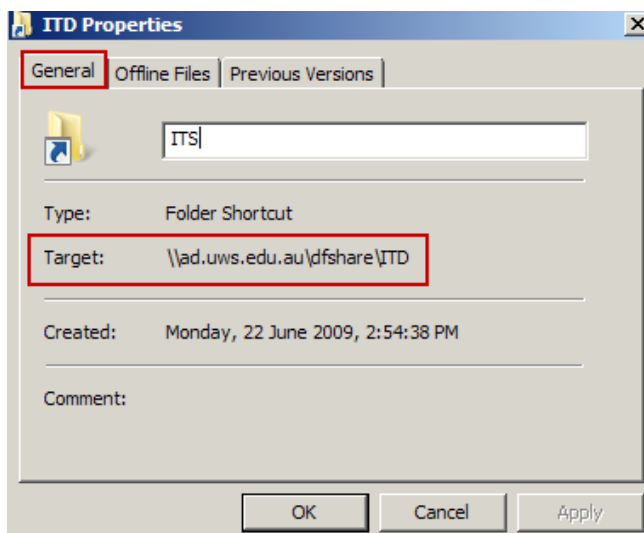 ITD Properties
General Offline Files Previous Versions
ITS
Type: Folder Shortcut
Target: \\ad.uws.edu.au\dfshare\ITD
Created: Monday, 22 June 2009, 2:54:38 PM
Comment:
OK Cancel Apply